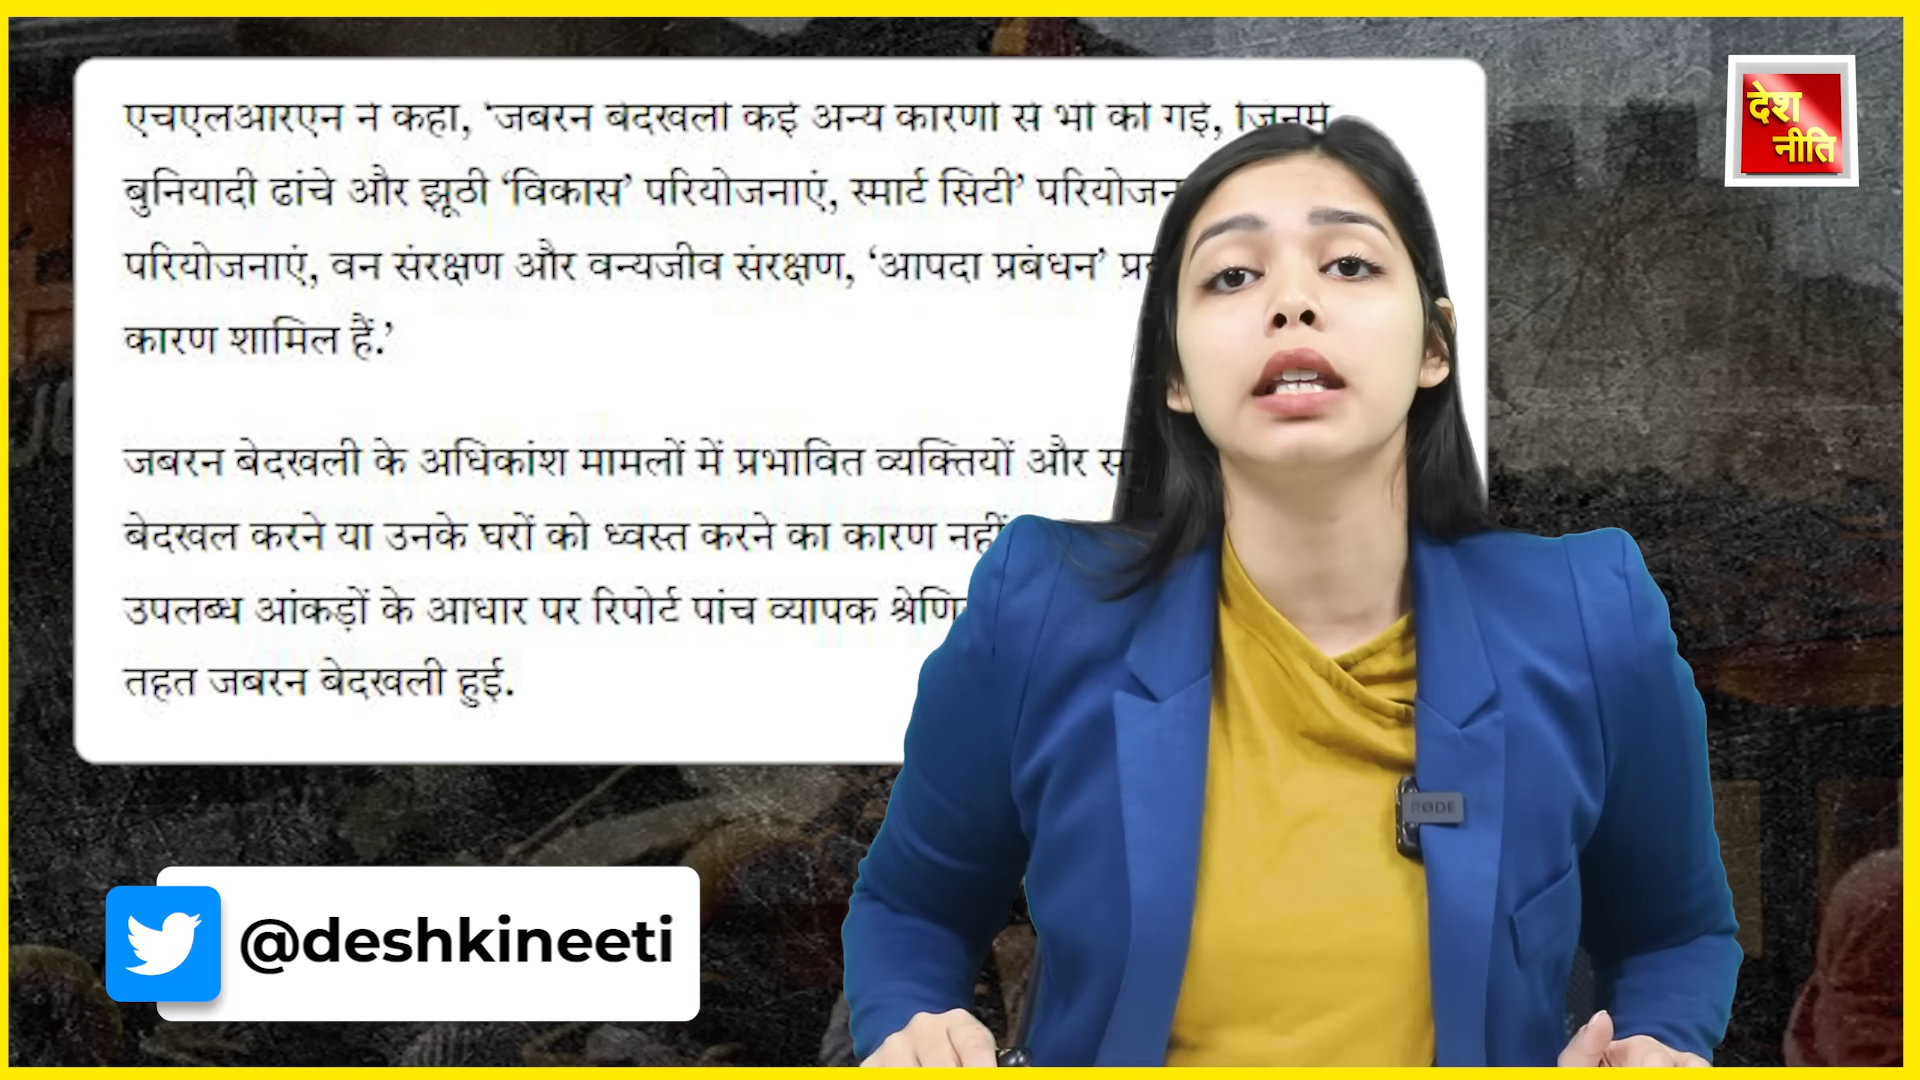 एचएलआरएन ने कहा, ‘जबरन बेदखली कई अन्य कारणों से भी की गई, जिनमें
बुनियादी ढांचे और झूठी ‘विकास’ परियोजनाएं, स्मार्ट सिटी’
परियोजनाएं, वन संरक्षण और वन्यजीव संरक्षण, ‘आपदा प्रबंधन’
कारण शामिल हैं.’
जबरन बेदखली के अधिकांश मामलों में प्रभावित व्यक्तियों और
बेदखल करने या उनके घरों को ध्वस्त करने का कारण नहीं
उपलब्ध आंकड़ों के आधार पर रिपोर्ट पांच व्यापक
तहत जबरन बेदखली हुई.
देश
नीति
RØDE
@deshkineeti